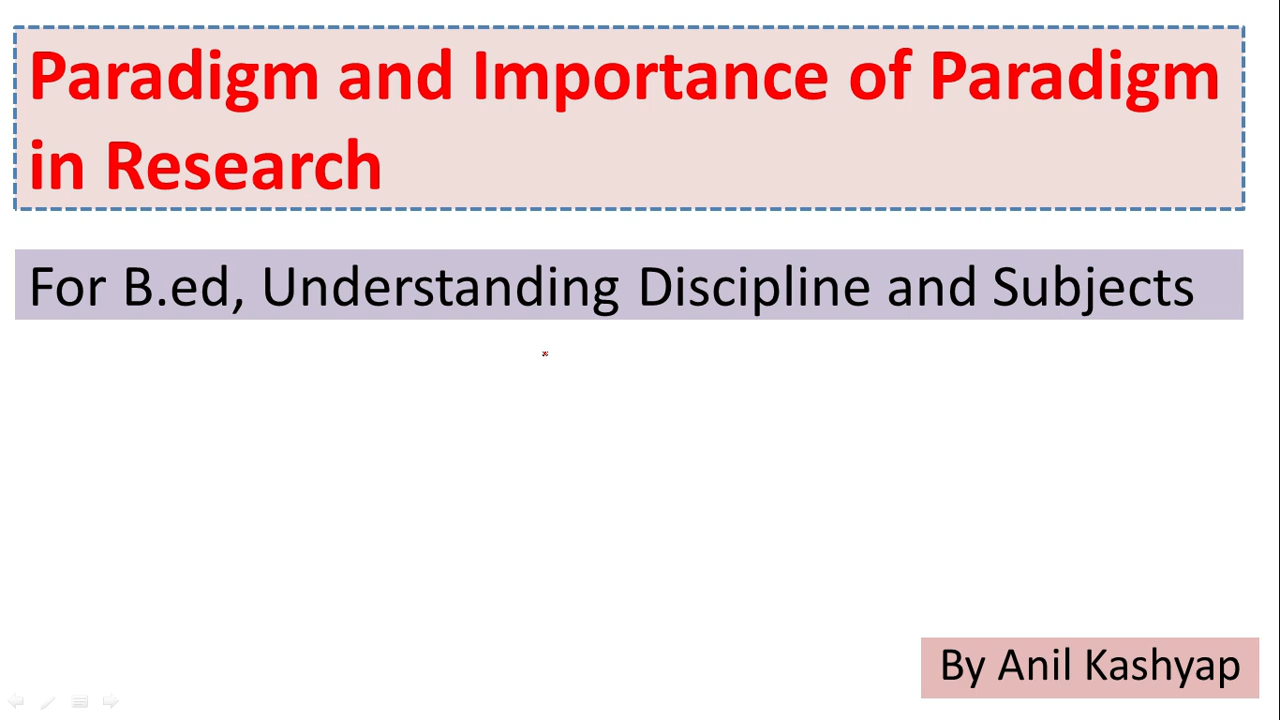 Paradigm and Importance of Paradigm
in Research
For B.ed, Understanding Discipline and Subjects
By Anil Kashyap